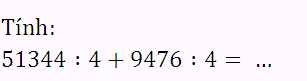 Tính:
51344 : 4 + 9476 : 4 = ...